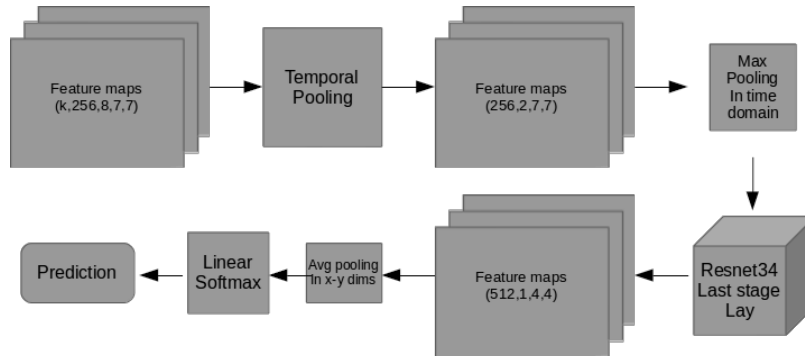 Feature maps
(k,256,8,7,7)
Temporal
Pooling
Feature maps
(256,2,7,7)
Max
Pooling
In time
domain
Resnet34
Last stage
Lay
Feature maps
(512,1,4,4)
Avg pooling
In x-y dims
Linear
Softmax
Prediction